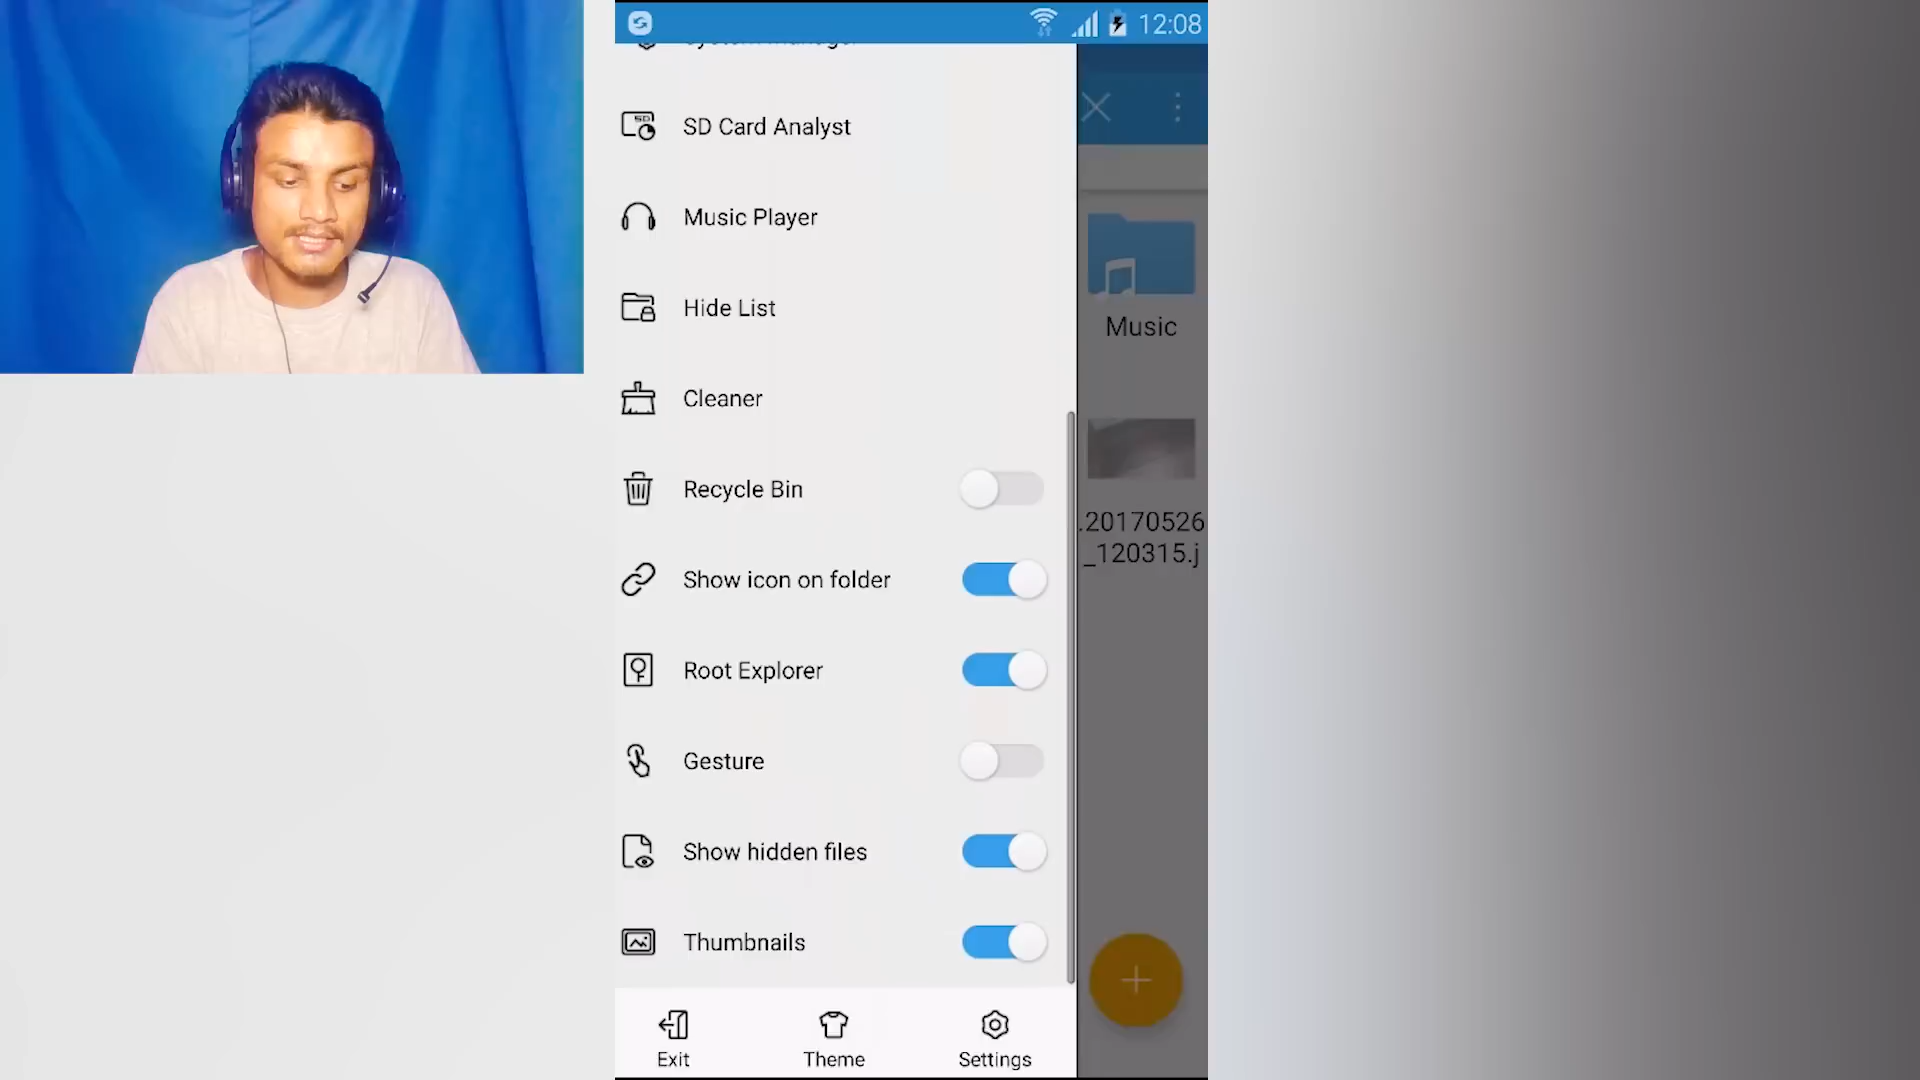 12:08
SD Card Analyst
Music Player
Hide List
Cleaner
Recycle Bin
Show icon on folder
Root Explorer
Gesture
Show hidden files
Thumbnails
Exit
Theme
Settings
Music
.20170526
_120315.j